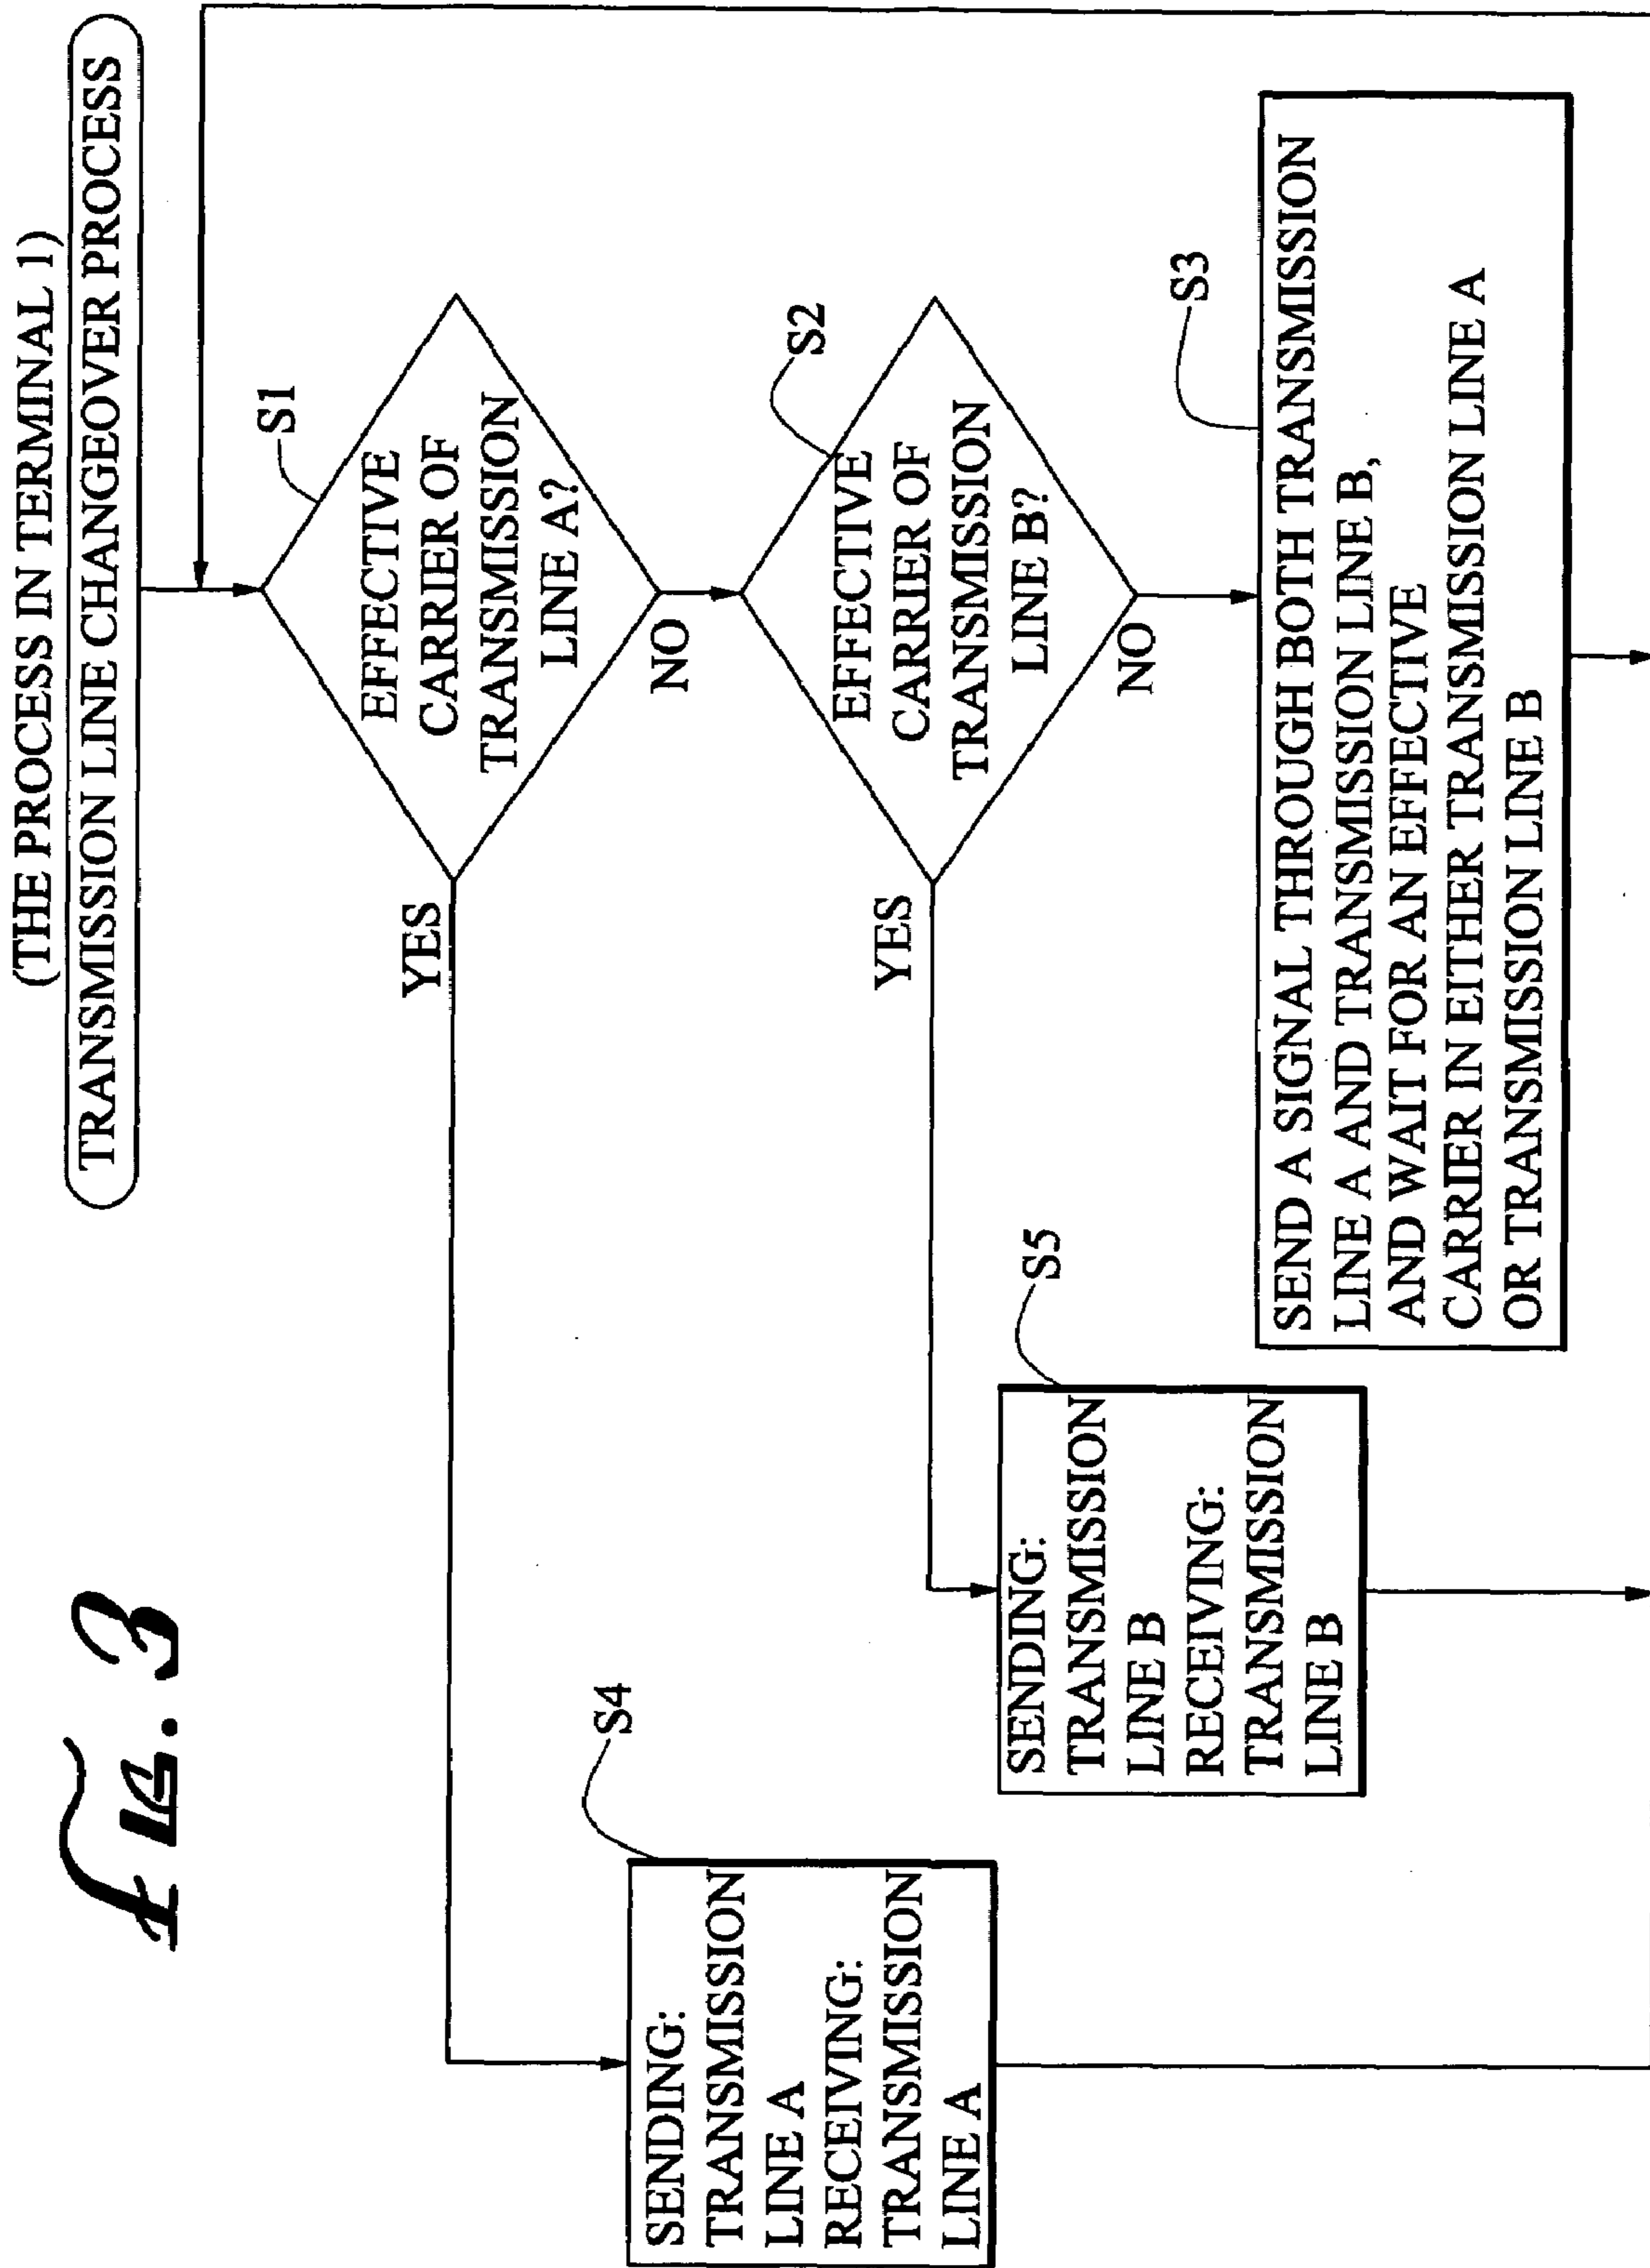 FIG. 3
(THE PROCESS IN TERMINAL 1)
TRANSMISSION LINE CHANGEOVER PROCESS
S1
EFFECTIVE
CARRIER OF
TRANSMISSION
LINE A?
YES
NO
S2
EFFECTIVE
CARRIER OF
TRANSMISSION
LINE B?
YES
NO
S4
SENDING:
TRANSMISSION
LINE A
RECEIVING:
TRANSMISSION
LINE A
S5
SENDING:
TRANSMISSION
LINE B
RECEIVING:
TRANSMISSION
LINE B
S3
SEND A SIGNAL THROUGH BOTH TRANSMISSION
LINE A AND TRANSMISSION LINE B,
AND WAIT FOR AN EFFECTIVE
CARRIER IN EITHER TRANSMISSION LINE A
OR TRANSMISSION LINE B